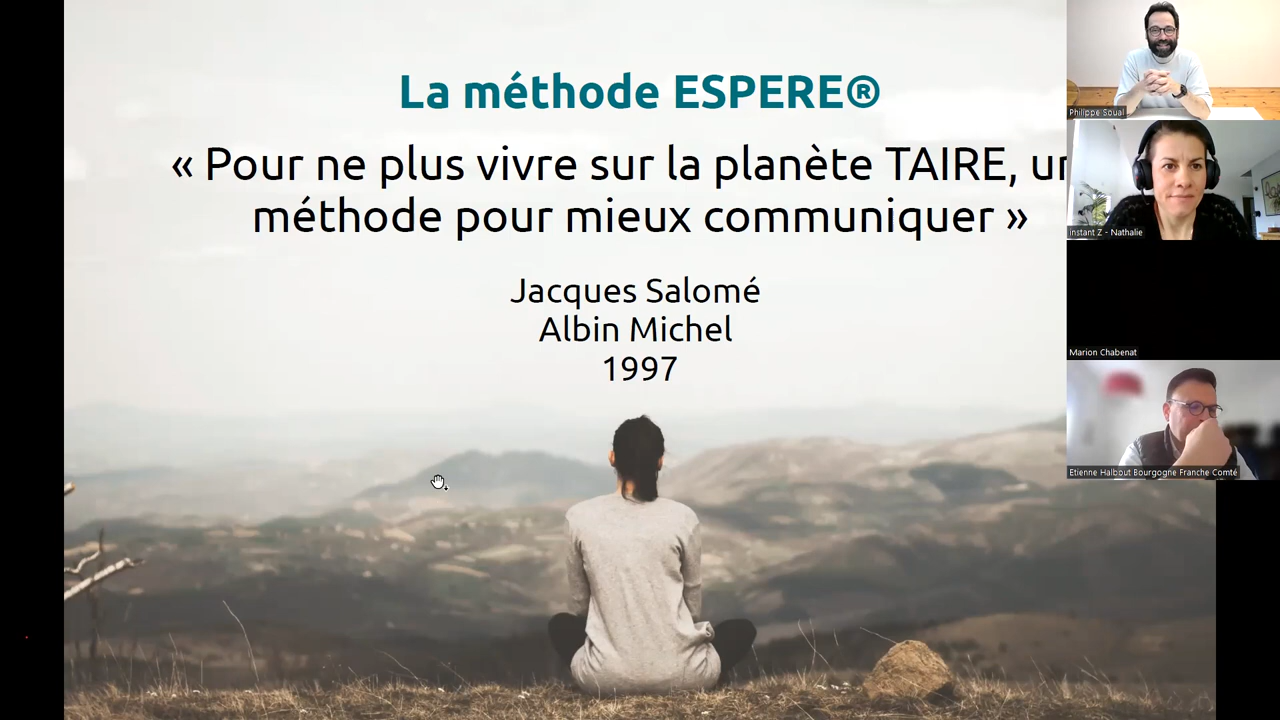 La méthode ESPERE®
« Pour ne plus vivre sur la planète TAIRE, un
méthode pour mieux communiquer »
Jacques Salomé
Albin Michel
1997
Philippe Soual
Instant Z - Nathalie
Marion Chabenat
Etienne Halbout Bourgogne Franche Comté